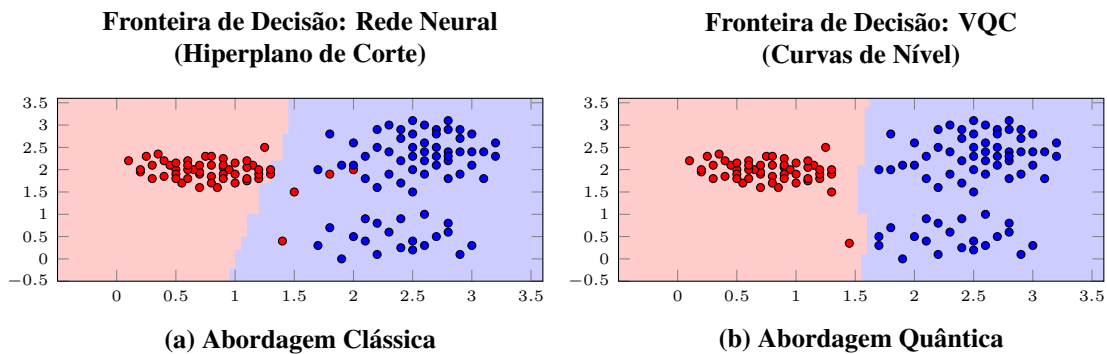 Fronteira de Decisão: Rede Neural
(Hiperplano de Corte)
3.5
3
2.5
2
1.5
1
0.5
0
−0.5
0 0.5 1 1.5 2 2.5 3 3.5
(a) Abordagem Clássica
Fronteira de Decisão: VQC
(Curvas de Nível)
3.5
3
2.5
2
1.5
1
0.5
0
−0.5
0 0.5 1 1.5 2 2.5 3 3.5
(b) Abordagem Quântica